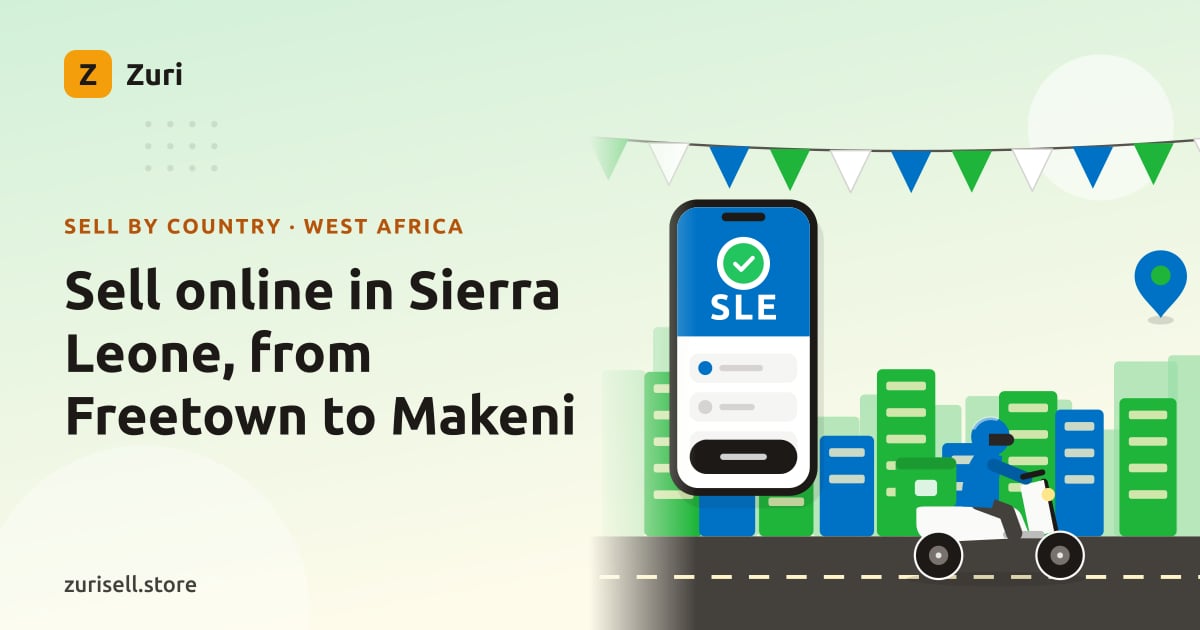 Z Zuri
SELL BY COUNTRY · WEST AFRICA
Sell online in Sierra
Leone, from
Freetown to Makeni
SLE
zurisell.store